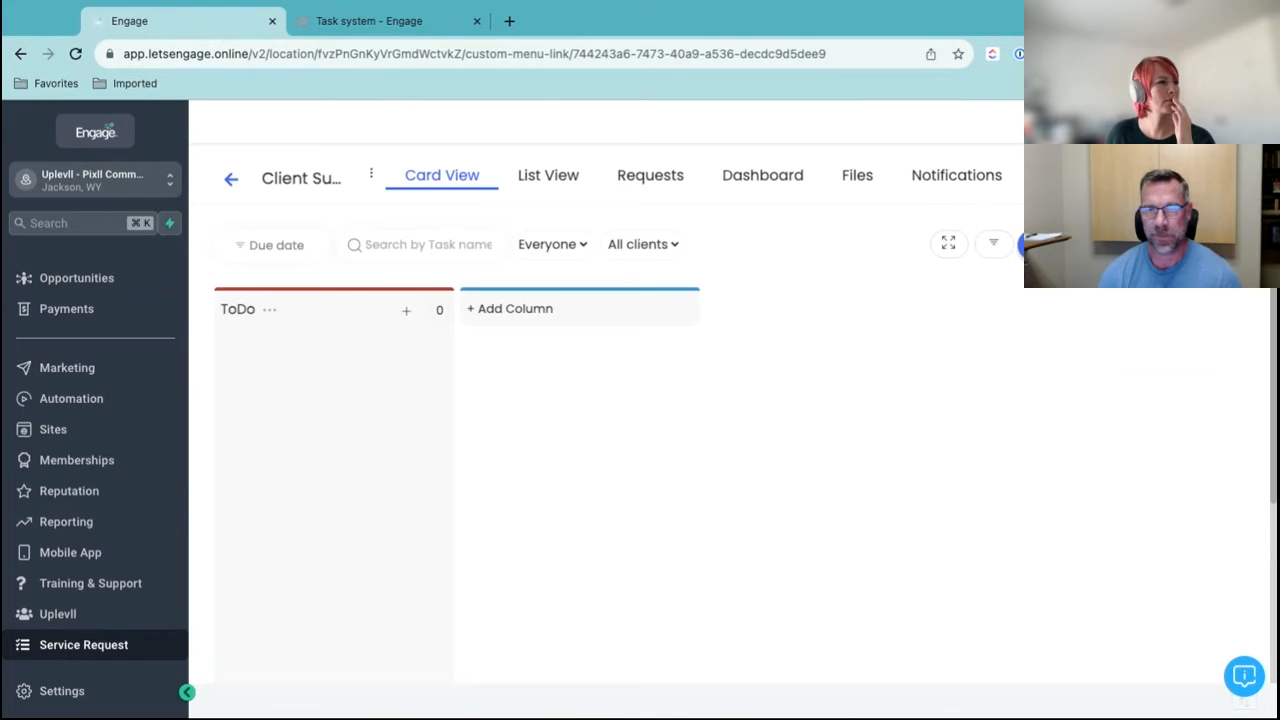 Engage
Task system - Engage
app.letsengage.online/v2/location/fvzPnGnKyVrGmdWctvkZ/custom-menu-link/744243a6-7473-40a9-a536-decdc9d5dee9
Favorites
Imported
Engage
Uplevll - Pixll Comm...
Jackson, WY
Search
⌘ K
Opportunities
Payments
Marketing
Automation
Sites
Memberships
Reputation
Reporting
Mobile App
Training & Support
Uplevll
Service Request
Settings
Client Su...
Card View
List View
Requests
Dashboard
Files
Notifications
Due date
Search by Task name
Everyone
All clients
ToDo
+
0
+ Add Column